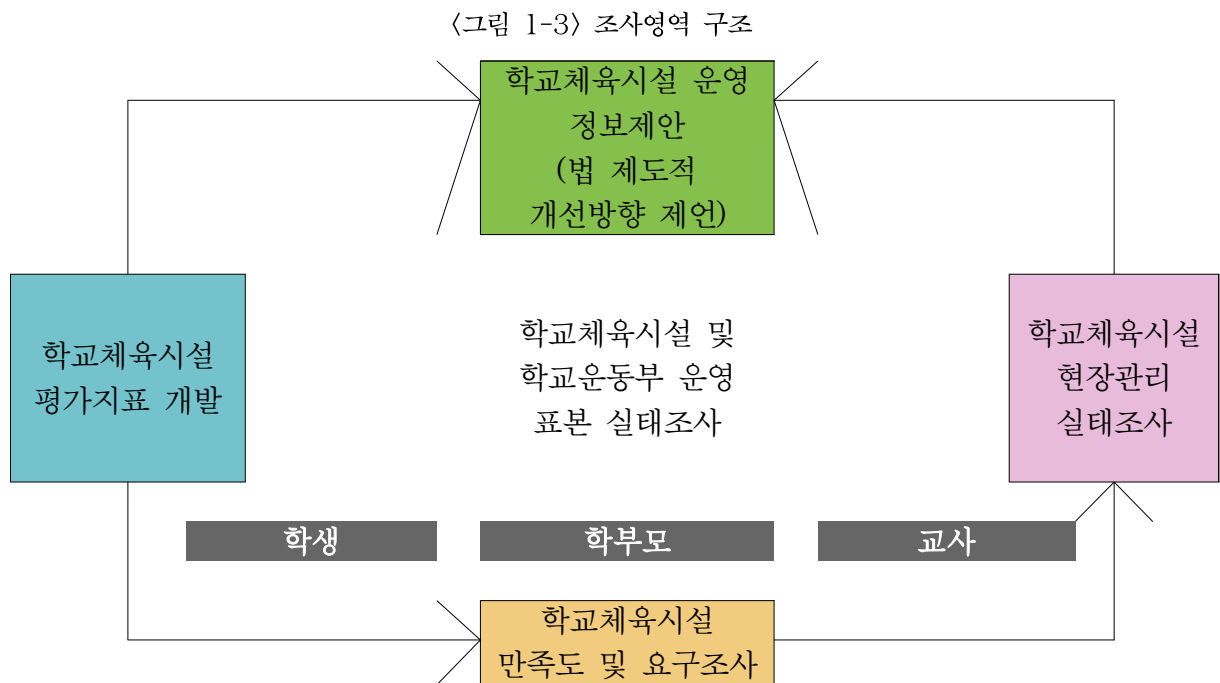 〈그림 1-3〉 조사영역 구조
학교체육시설 운영
정보제안
(법 제도적
개선방향 제언)
학교체육시설
평가지표 개발
학교체육시설 및
학교운동부 운영
표본 실태조사
학교체육시설
현장관리
실태조사
학생
학부모
교사
학교체육시설
만족도 및 요구조사